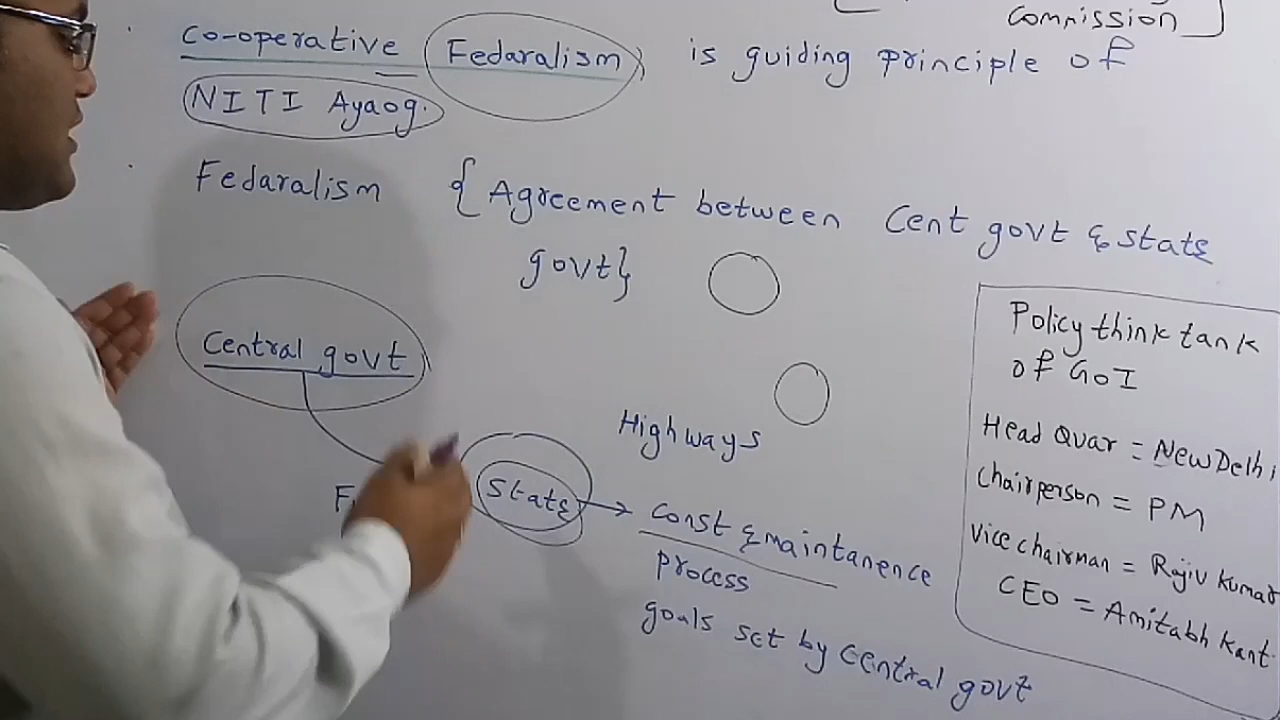 Commission ]
Co-operative Fedaralism, is guiding principle of
NITI Ayaog.
Fedaralism { Agreement between Cent govt & state
govt}
Central govt
Highways
State → Const & maintanence
process
goals set by Central govt
Policy think tank
of GOI
Head Quar = New Delhi
Chairperson = PM
Vice chairman = Rajiv Kumar
CEO = Amitabh Kant